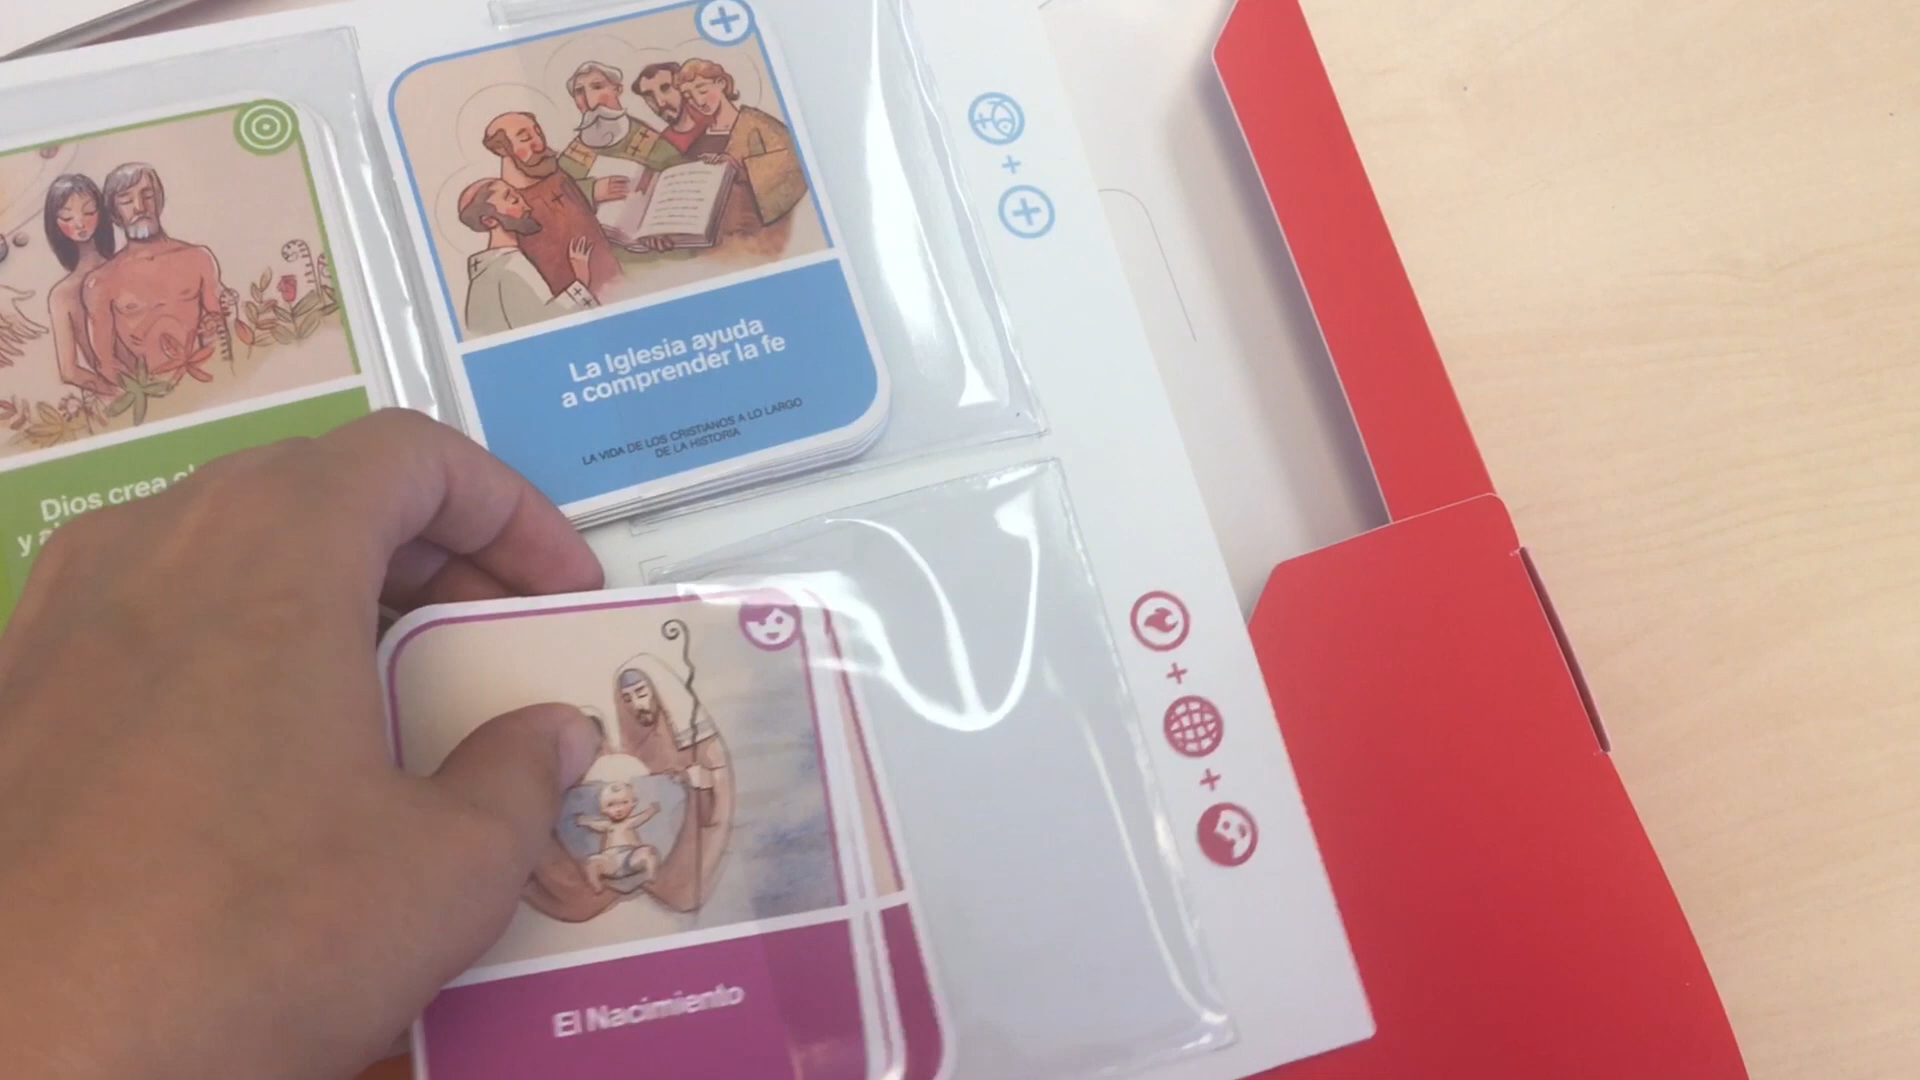 La Iglesia ayuda
a comprender la fe
LA VIDA DE LOS CRISTIANOS A LO LARGO
DE LA HISTORIA
Dios crea
y
El Nacimiento